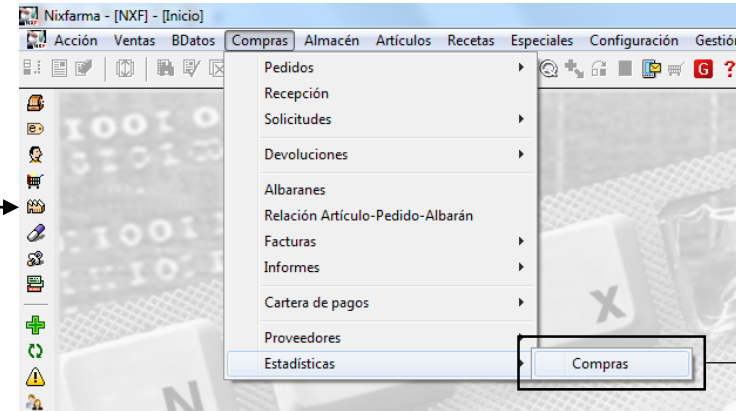 Nixfarma - [NXF] - [Inicio]
Acción Ventas BDatos Compras Almacén Artículos Recetas Especiales Configuración Gestión
G ?
Pedidos
Recepción
Solicitudes
Devoluciones
Albaranes
Relación Artículo-Pedido-Albarán
Facturas
Informes
Cartera de pagos
Proveedores
Estadísticas
Compras
X
N